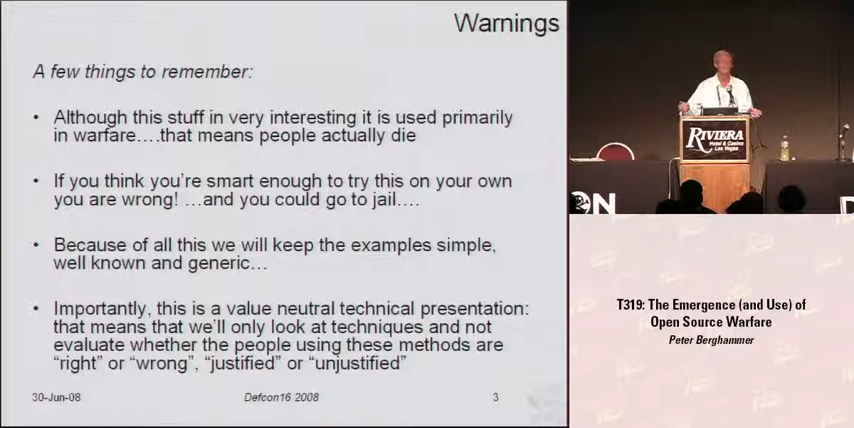 Warnings
A few things to remember:
• Although this stuff in very interesting it is used primarily
in warfare….that means people actually die
• If you think you're smart enough to try this on your own
you are wrong! …and you could go to jail….
• Because of all this we will keep the examples simple,
well known and generic…
• Importantly, this is a value neutral technical presentation:
that means that we'll only look at techniques and not
evaluate whether the people using these methods are
“right” or “wrong”, “justified” or “unjustified”
30-Jun-08
Defcon16 2008
3
RIVIERA
Hotel & Casino
Las Vegas
ON
D
T319: The Emergence (and Use) of
Open Source Warfare
Peter Berghammer